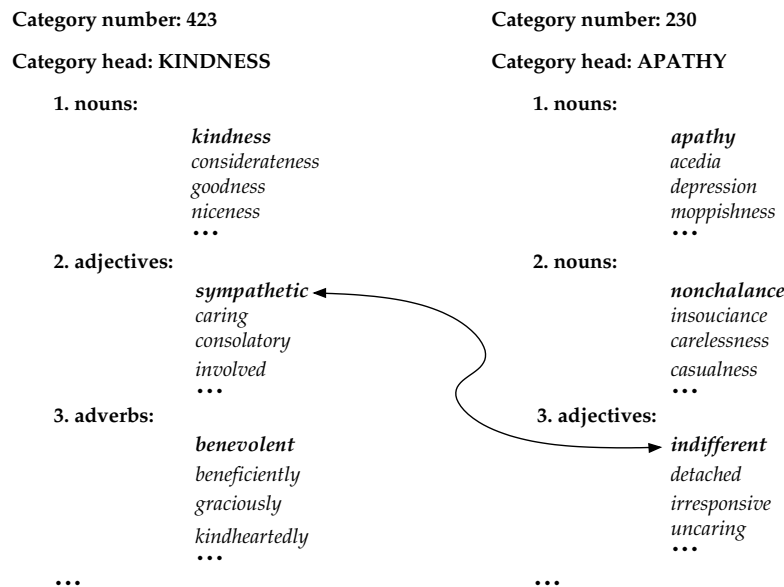 Category number: 423
Category head: KINDNESS
1. nouns:
kindness
considerateness
goodness
niceness
...
2. adjectives:
sympathetic
caring
consolatory
involved
...
3. adverbs:
benevolent
beneficiently
graciously
kindheartedly
...
...
Category number: 230
Category head: APATHY
1. nouns:
apathy
acedia
depression
moppishness
...
2. nouns:
nonchalance
insouciance
carelessness
casualness
...
3. adjectives:
indifferent
detached
irresponsive
uncaring
...
...